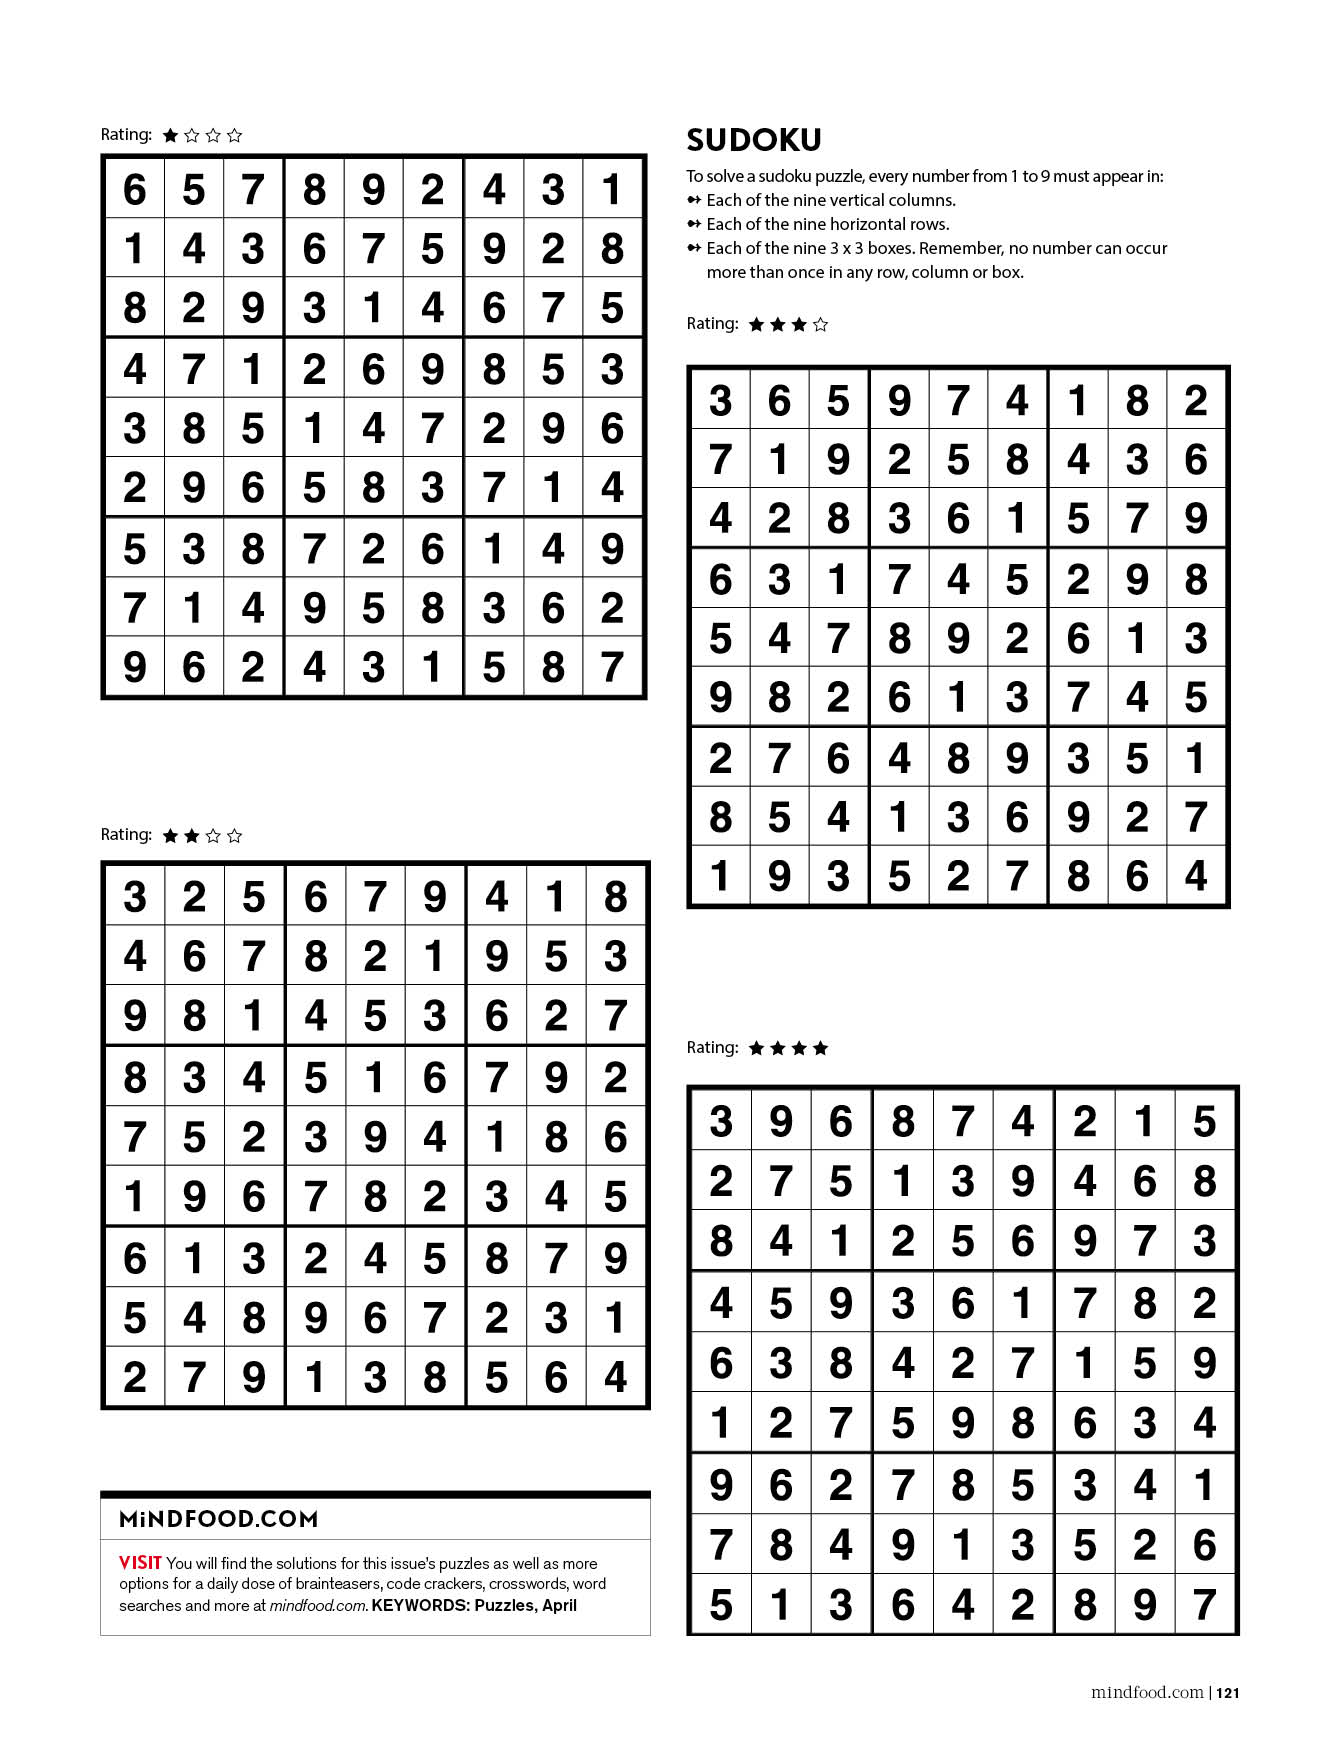 Rating: ★☆☆☆
6 5 7 8 9 2 4 3 1
1 4 3 6 7 5 9 2 8
8 2 9 3 1 4 6 7 5
4 7 1 2 6 9 8 5 3
3 8 5 1 4 7 2 9 6
2 9 6 5 8 3 7 1 4
5 3 8 7 2 6 1 4 9
7 1 4 9 5 8 3 6 2
9 6 2 4 3 1 5 8 7
Rating: ★★☆☆
3 2 5 6 7 9 4 1 8
4 6 7 8 2 1 9 5 3
9 8 1 4 5 3 6 2 7
8 3 4 5 1 6 7 9 2
7 5 2 3 9 4 1 8 6
1 9 6 7 8 2 3 4 5
6 1 3 2 4 5 8 7 9
5 4 8 9 6 7 2 3 1
2 7 9 1 3 8 5 6 4
MiNDFOOD.COM
VISIT You will find the solutions for this issue's puzzles as well as more
options for a daily dose of brainteasers, code crackers, crosswords, word
searches and more at mindfood.com. KEYWORDS: Puzzles, April
SUDOKU
To solve a sudoku puzzle, every number from 1 to 9 must appear in:
➻ Each of the nine vertical columns.
➻ Each of the nine horizontal rows.
➻ Each of the nine 3 x 3 boxes. Remember, no number can occur
more than once in any row, column or box.
Rating: ★★★☆
3 6 5 9 7 4 1 8 2
7 1 9 2 5 8 4 3 6
4 2 8 3 6 1 5 7 9
6 3 1 7 4 5 2 9 8
5 4 7 8 9 2 6 1 3
9 8 2 6 1 3 7 4 5
2 7 6 4 8 9 3 5 1
8 5 4 1 3 6 9 2 7
1 9 3 5 2 7 8 6 4
Rating: ★★★★
3 9 6 8 7 4 2 1 5
2 7 5 1 3 9 4 6 8
8 4 1 2 5 6 9 7 3
4 5 9 3 6 1 7 8 2
6 3 8 4 2 7 1 5 9
1 2 7 5 9 8 6 3 4
9 6 2 7 8 5 3 4 1
7 8 4 9 1 3 5 2 6
5 1 3 6 4 2 8 9 7
mindfood.com | 121